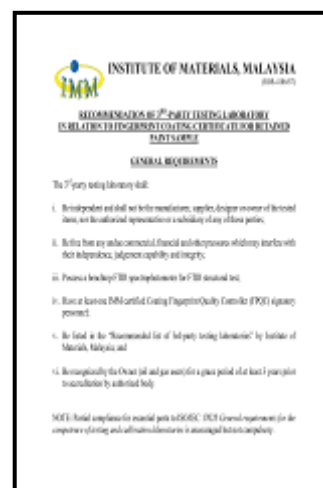 INSTITUTE OF MATERIALS, MALAYSIA
IMM
RECOMMENDATION OF 3RD-PARTY TESTING LABORATORY
IN RELATION TO FINGERPRINT COATING CERTIFICATE FOR RETAINED
PAINT SAMPLE
GENERAL REQUIREMENTS
The 3rd party testing laboratory shall:
i. Be independent and shall not be the manufacturer, supplier, designer or owner of the tested
items, nor the authorized representative or a subsidiary of any of these parties;
ii. Be free from any undue commercial, financial and other pressures which may interfere with
their independence, judgement capability and integrity;
iii. Possess a benchtop FTIR spectrophotometer for FTIR structural test;
iv. Have at least one IMM certified Coating Fingerprint Quality Controller (FPQC) signatory
personnel;
v. Be listed in the "Recommended list of 3rd-party testing laboratories" by Institute of
Materials, Malaysia; and
vi. Be recognized by the Owner (oil and gas users) for a grace period of at least 3 years prior
to accreditation by authorized body.
NOTE: Partial compliance for essential parts to ISO/IEC 17025 General requirements for the
competence of testing and calibration laboratories is encouraged but not compulsory.